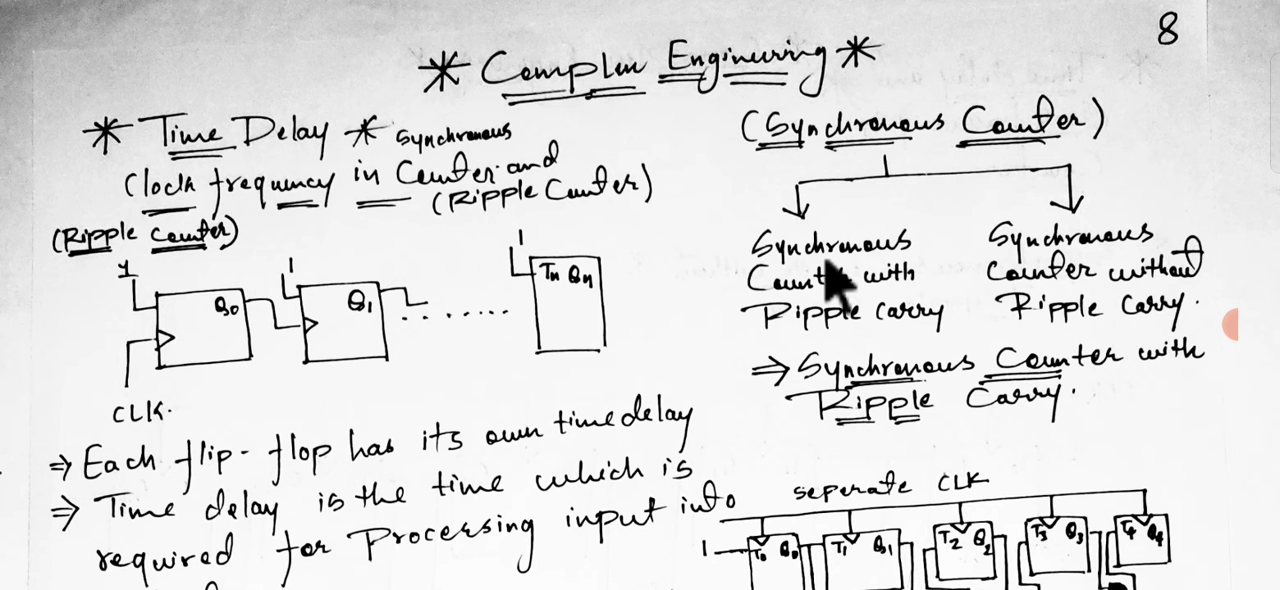 8
* Complex Engineering *
* Time Delay * Synchronous
Clock frequency in Counter and
(Ripple Counter)
(Ripple Counter)
1
1
1
Q0
Q1
Tn Qn
CLK.
⇒ Each flip-flop has its own time delay
⇒ Time delay is the time which is
required for Processing input into
(Synchronous Counter)
Synchronous
Counter with
Ripple carry
Synchronous
Counter without
Ripple Carry.
⇒ Synchronous Counter with
Ripple Carry.
seperate CLK
1
T0 Q0
T1 Q1
T2 Q2
T3 Q3
T4 Q4